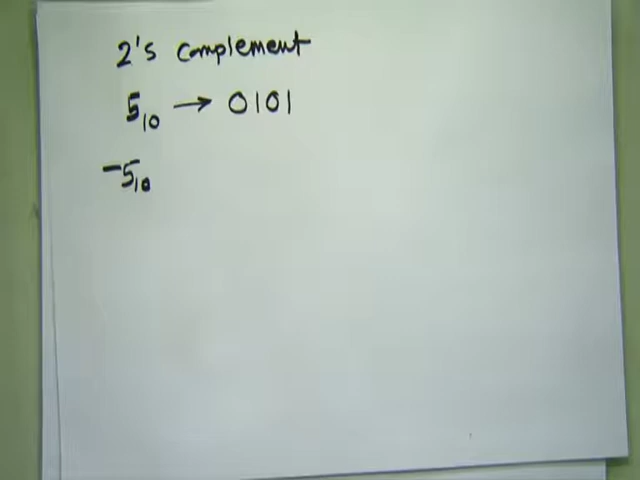 2's complement
5₁₀ → 0101
-5₁₀